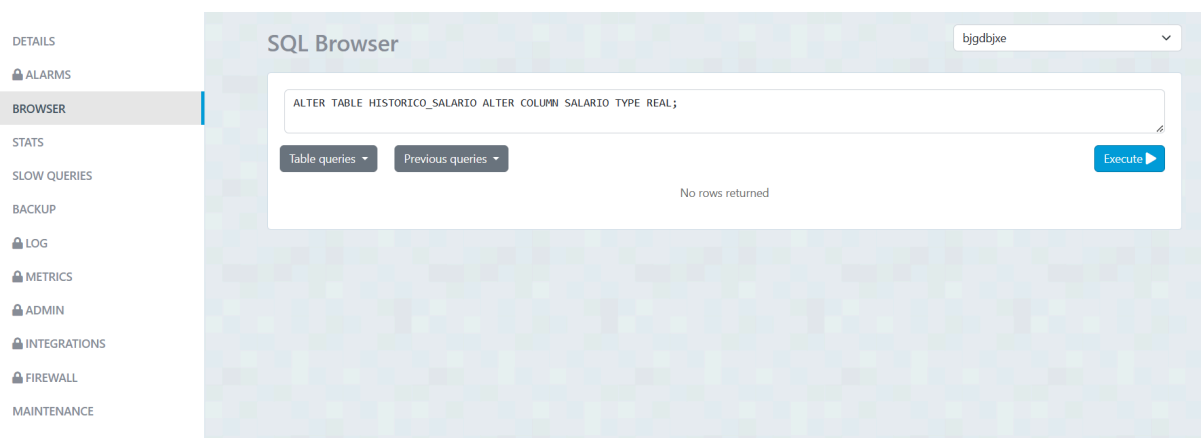 DETAILS
ALARMS
BROWSER
STATS
SLOW QUERIES
BACKUP
LOG
METRICS
ADMIN
INTEGRATIONS
FIREWALL
MAINTENANCE
SQL Browser
bjgdbjxe
ALTER TABLE HISTORICO_SALARIO ALTER COLUMN SALARIO TYPE REAL;
Table queries
Previous queries
Execute
No rows returned